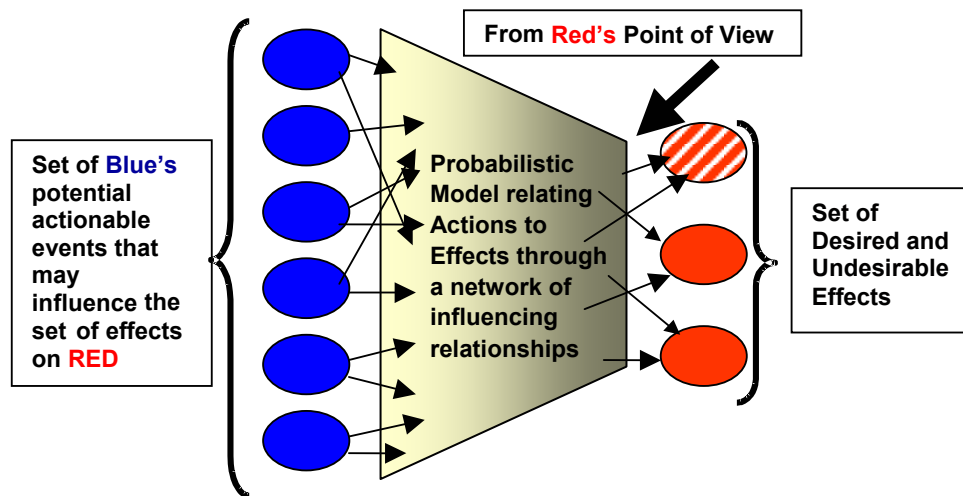 From Red's Point of View
Set of Blue's
potential
actionable
events that
may
influence the
set of effects
on RED
Probabilistic
Model relating
Actions to
Effects through
a network of
influencing
relationships
Set of
Desired and
Undesirable
Effects